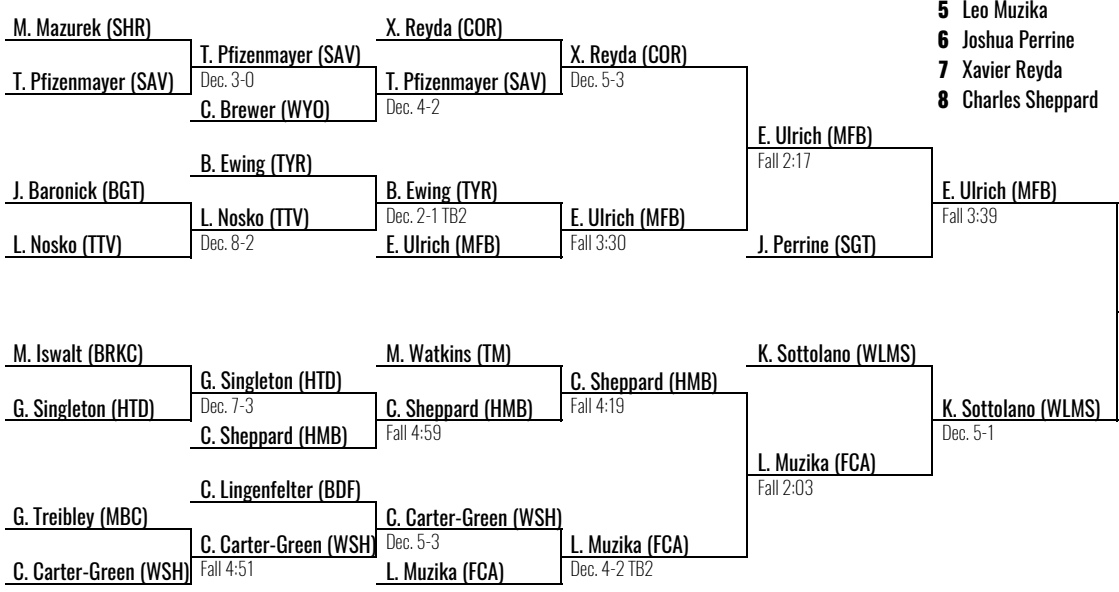 5 Leo Muzika
6 Joshua Perrine
7 Xavier Reyda
8 Charles Sheppard
M. Mazurek (SHR)
T. Pfizenmayer (SAV)
J. Baronick (BGT)
L. Nosko (TTV)
M. Iswalt (BRKC)
G. Singleton (HTD)
G. Treibley (MBC)
C. Carter-Green (WSH)
T. Pfizenmayer (SAV)
Dec. 3-0
C. Brewer (WYO)
B. Ewing (TYR)
L. Nosko (TTV)
Dec. 8-2
G. Singleton (HTD)
Dec. 7-3
C. Sheppard (HMB)
C. Lingenfelter (BDF)
C. Carter-Green (WSH)
Fall 4:51
X. Reyda (COR)
T. Pfizenmayer (SAV)
Dec. 4-2
B. Ewing (TYR)
Dec. 2-1 TB2
E. Ulrich (MFB)
M. Watkins (TM)
C. Sheppard (HMB)
Fall 4:59
C. Carter-Green (WSH)
Dec. 5-3
L. Muzika (FCA)
X. Reyda (COR)
Dec. 5-3
E. Ulrich (MFB)
Fall 3:30
C. Sheppard (HMB)
Fall 4:19
L. Muzika (FCA)
Dec. 4-2 TB2
E. Ulrich (MFB)
Fall 2:17
J. Perrine (SGT)
K. Sottolano (WLMS)
L. Muzika (FCA)
Fall 2:03
E. Ulrich (MFB)
Fall 3:39
K. Sottolano (WLMS)
Dec. 5-1